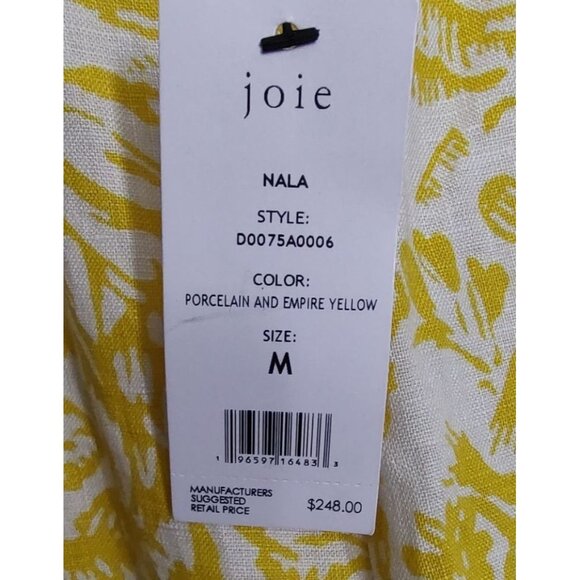 joie
NALA
STYLE:
D0075A0006
COLOR:
PORCELAIN AND EMPIRE YELLOW
SIZE:
M
1 96597 16483 3
MANUFACTURERS
SUGGESTED
RETAIL PRICE
$248.00